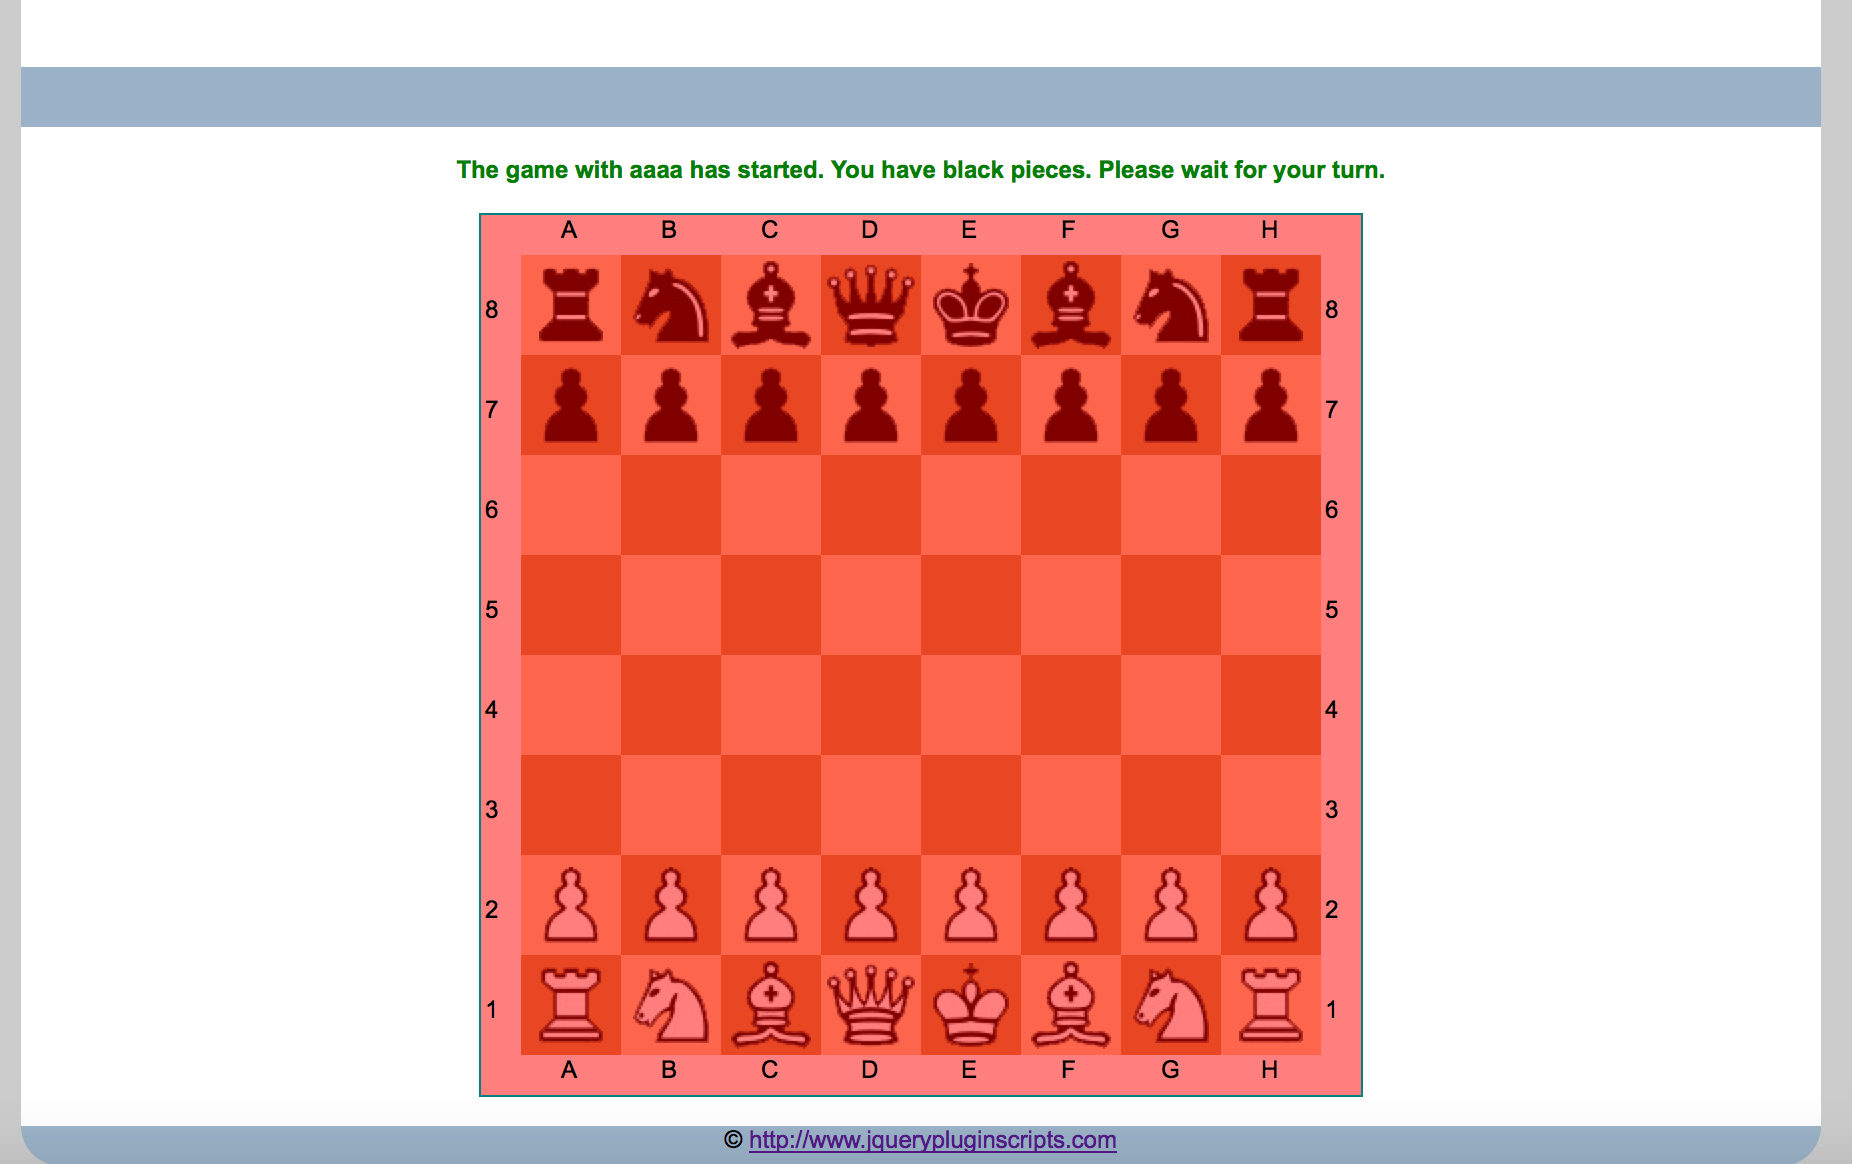 The game with aaaa has started. You have black pieces. Please wait for your turn.
A B C D E F G H
8 8
7 7
6 6
5 5
4 4
3 3
2 2
1 1
A B C D E F G H
© http://www.jquerypluginscripts.com